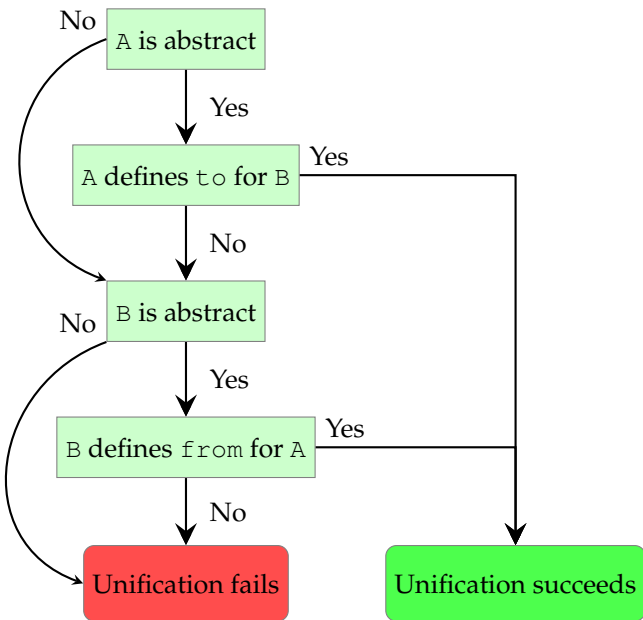 No
A is abstract
Yes
A defines to for B
Yes
No
B is abstract
No
Yes
B defines from for A
Yes
No
Unification fails
Unification succeeds